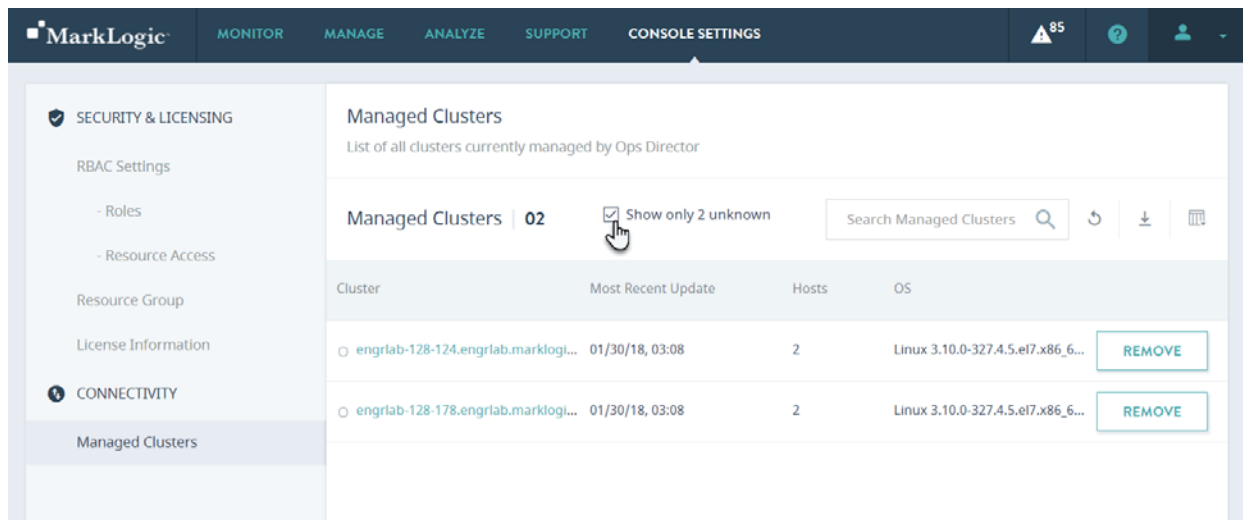 MarkLogic MONITOR MANAGE ANALYZE SUPPORT CONSOLE SETTINGS 85 ?
SECURITY & LICENSING
RBAC Settings
- Roles
- Resource Access
Resource Group
License Information
CONNECTIVITY
Managed Clusters
Managed Clusters
List of all clusters currently managed by Ops Director
Managed Clusters | 02 Show only 2 unknown Search Managed Clusters
Cluster Most Recent Update Hosts OS
engrlab-128-124.engrlab.marklogi... 01/30/18, 03:08 2 Linux 3.10.0-327.4.5.el7.x86_6... REMOVE
engrlab-128-178.engrlab.marklogi... 01/30/18, 03:08 2 Linux 3.10.0-327.4.5.el7.x86_6... REMOVE